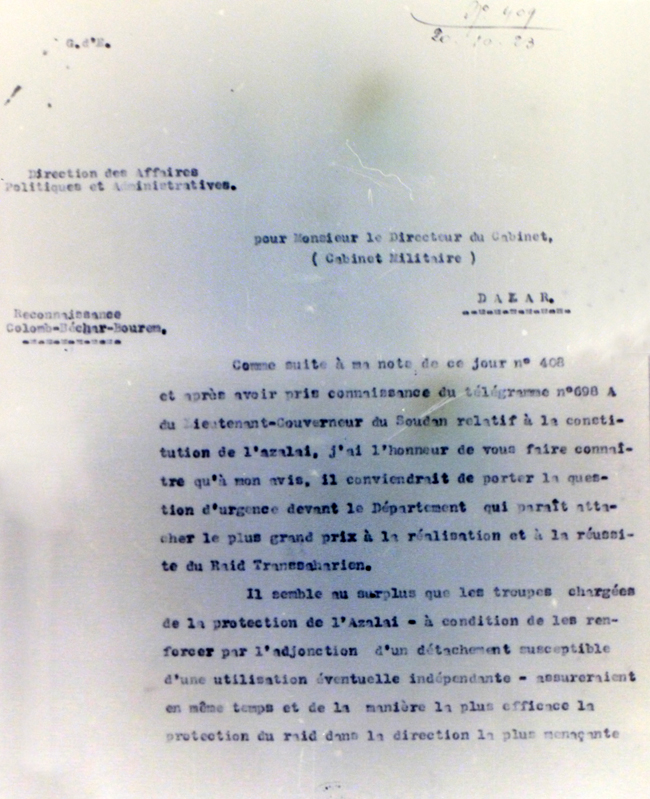 Nº 409
20-10-23
G.d'E.
Direction des Affaires
Politiques et Administratives.
pour Monsieur le Directeur du Cabinet,
( Cabinet Militaire )
DAKAR.
Reconnaissance
Colomb-Béchar-Bourem.
Comme suite à ma note de ce jour nº 408
et après avoir pris connaissance du télégramme nº698 A
du Lieutenant-Gouverneur du Soudan relatif à la consti-
tution de l'azalai, j'ai l'honneur de vous faire connaî-
tre qu'à mon avis, il conviendrait de porter la ques-
tion d'urgence devant le Département qui paraît atta-
cher le plus grand prix à la réalisation et à la réussi-
te du Raid Transsaharien.
Il semble au surplus que les troupes chargées
de la protection de l'Azalai - à condition de les ren-
forcer par l'adjonction d'un détachement susceptible
d'une utilisation éventuelle indépendante - assureraient
en même temps et de la manière la plus efficace la
protection du raid dans la direction la plus menaçante